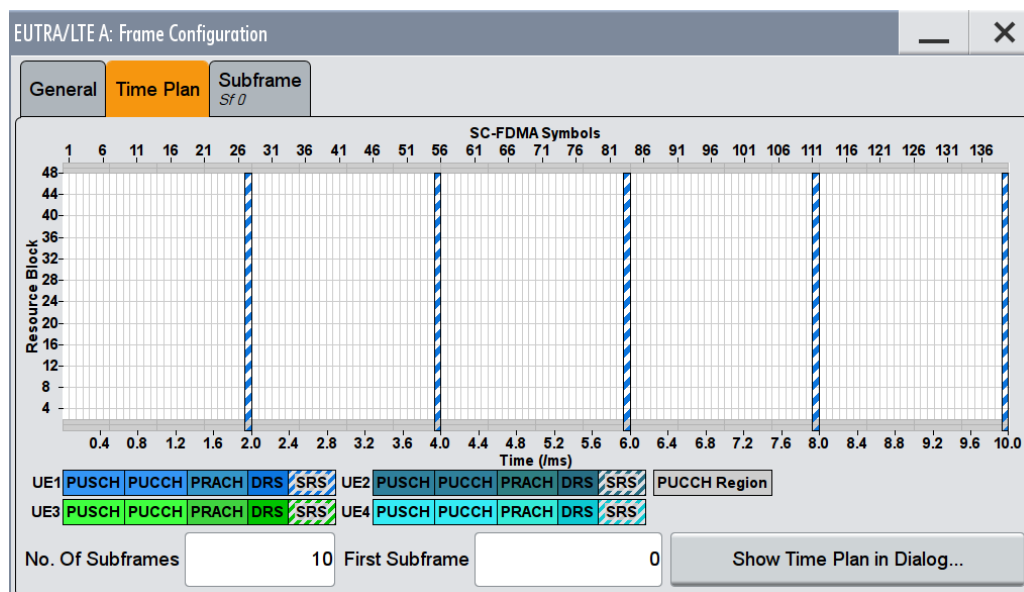 EUTRA/LTE A: Frame Configuration
General Time Plan Subframe
Sf 0
SC-FDMA Symbols
1 6 11 16 21 26 31 36 41 46 51 56 61 66 71 76 81 86 91 96 101 106 111 116 121 126 131 136
48
44
40
36
32
28
24
20
16
12
8
4
Resource Block
0.4 0.8 1.2 1.6 2.0 2.4 2.8 3.2 3.6 4.0 4.4 4.8 5.2 5.6 6.0 6.4 6.8 7.2 7.6 8.0 8.4 8.8 9.2 9.6 10.0
Time (/ms)
UE1 PUSCH PUCCH PRACH DRS SRS UE2 PUSCH PUCCH PRACH DRS SRS PUCCH Region
UE3 PUSCH PUCCH PRACH DRS SRS UE4 PUSCH PUCCH PRACH DRS SRS
No. Of Subframes 10 First Subframe 0 Show Time Plan in Dialog...